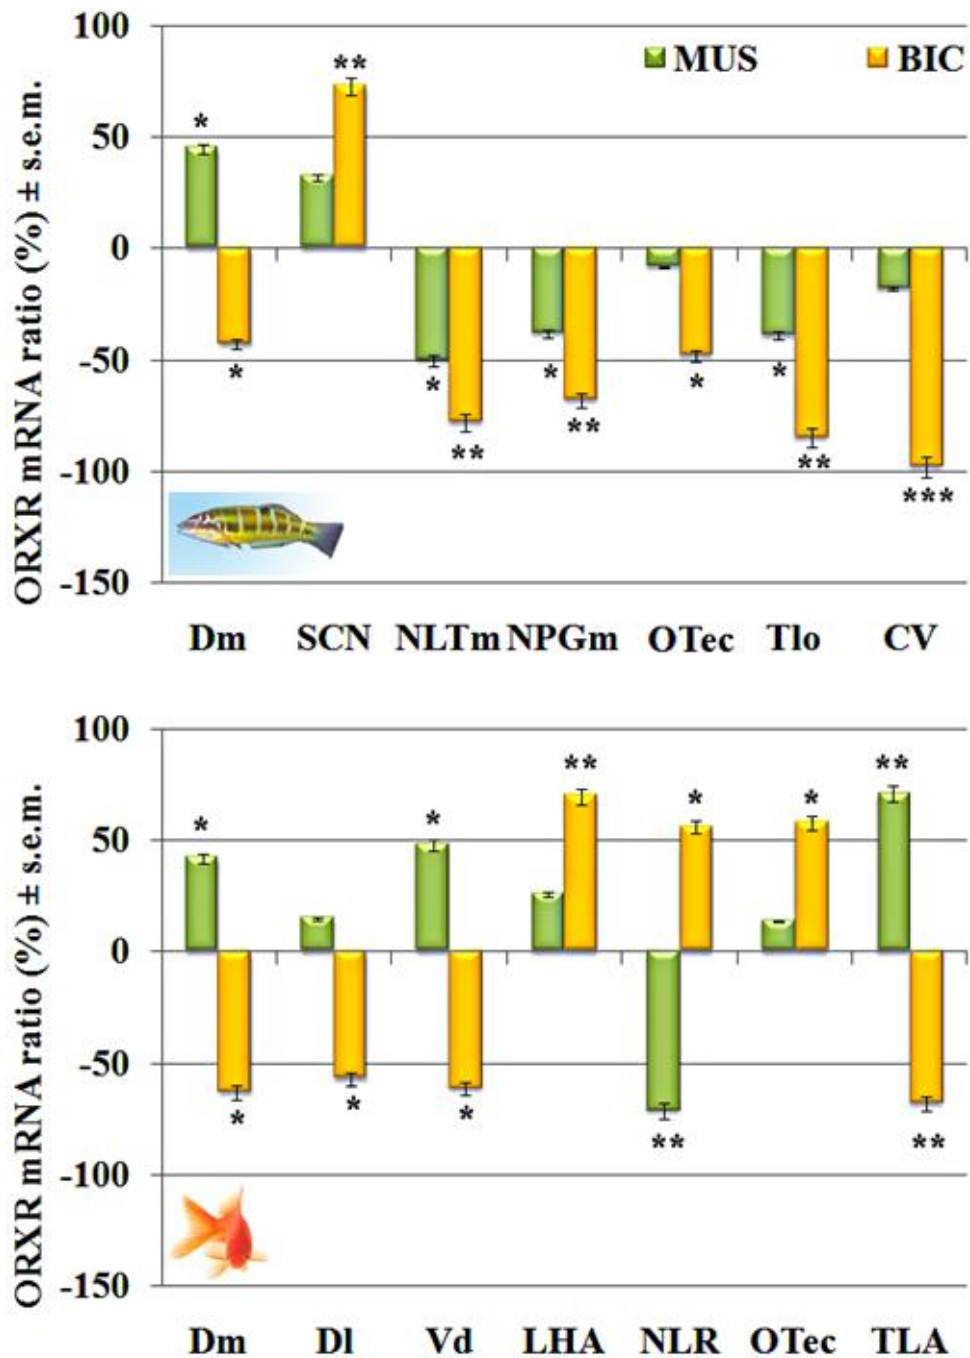 ORXR mRNA ratio (%) ± s.e.m.
100
50
0
-50
-100
-150
MUS BIC
* * ** * ** * ** * * ** ***
Dm SCN NLTm NPGm OTec Tlo CV
ORXR mRNA ratio (%) ± s.e.m.
100
50
0
-50
-100
-150
* * * * * ** ** * * ** **
Dm Dl Vd LHA NLR OTec TLA